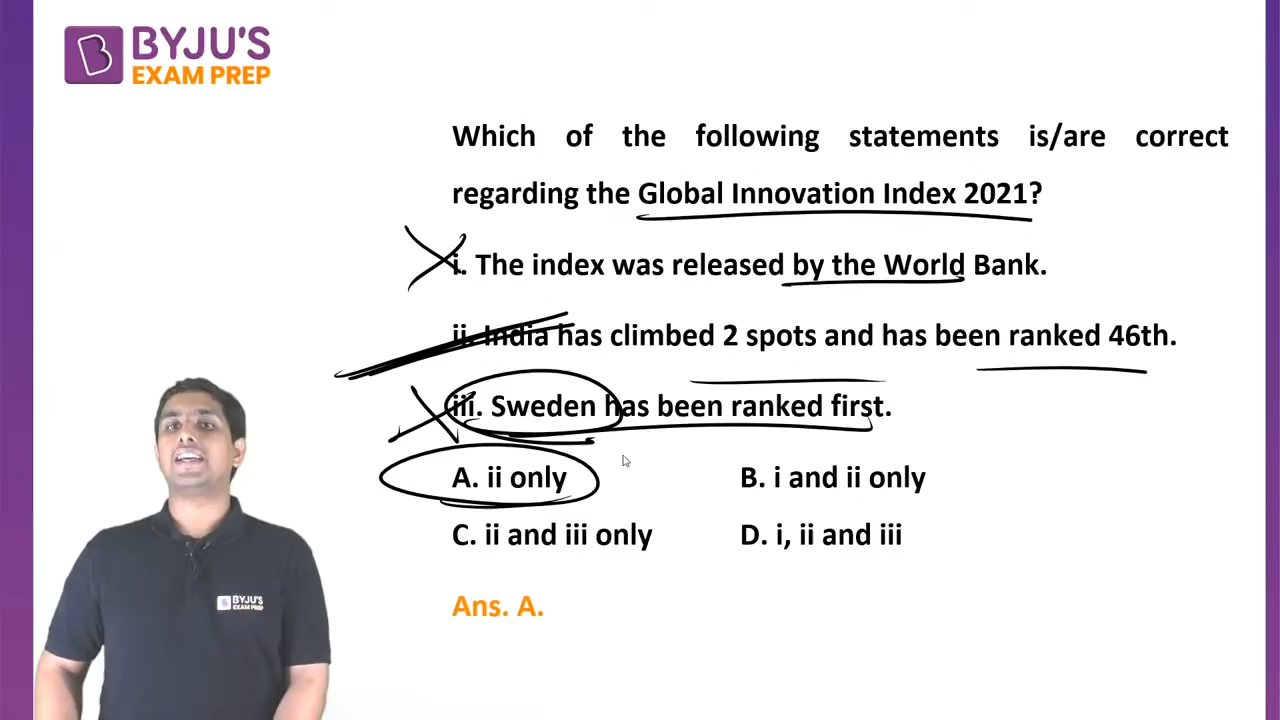 BYJU'S
EXAM PREP
Which of the following statements is/are correct
regarding the Global Innovation Index 2021?
i. The index was released by the World Bank.
ii. India has climbed 2 spots and has been ranked 46th.
iii. Sweden has been ranked first.
A. ii only
B. i and ii only
C. ii and iii only
D. i, ii and iii
Ans. A.
BYJU'S
EXAM PREP